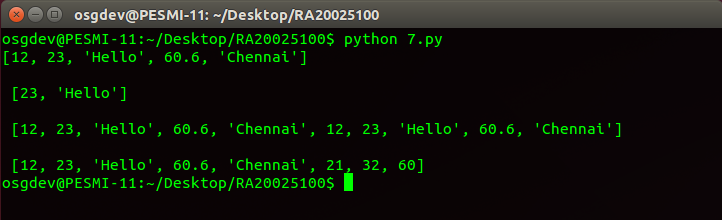 osgdev@PESMI-11: ~/Desktop/RA20025100
osgdev@PESMI-11:~/Desktop/RA20025100$ python 7.py
[12, 23, 'Hello', 60.6, 'Chennai']
[23, 'Hello']
[12, 23, 'Hello', 60.6, 'Chennai', 12, 23, 'Hello', 60.6, 'Chennai']
[12, 23, 'Hello', 60.6, 'Chennai', 21, 32, 60]
osgdev@PESMI-11:~/Desktop/RA20025100$